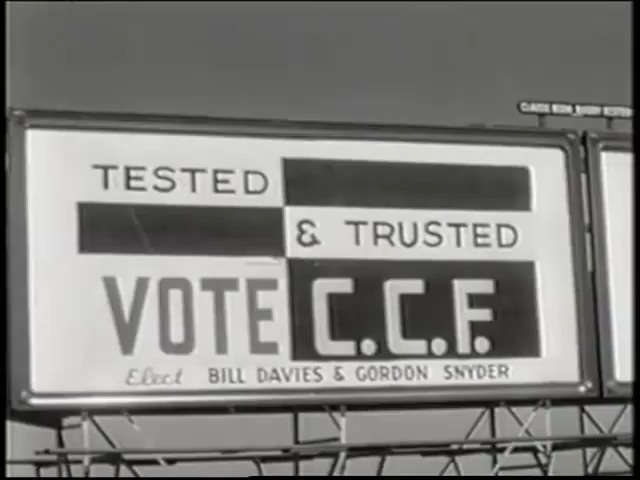 TESTED
& TRUSTED
VOTE C.C.F.
Elect BILL DAVIES & GORDON SNYDER